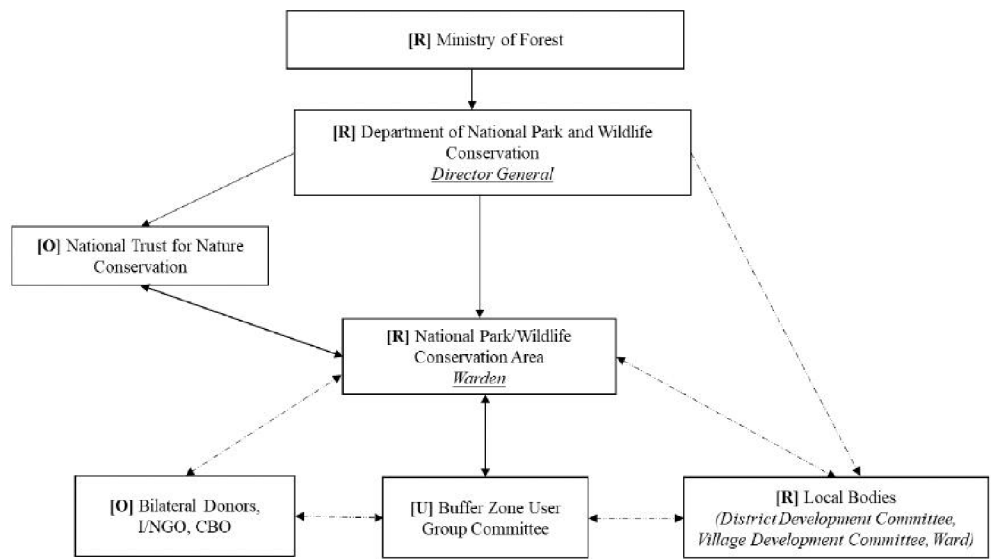 [R] Ministry of Forest
[R] Department of National Park and Wildlife
Conservation
Director General
[O] National Trust for Nature
Conservation
[R] National Park/Wildlife
Conservation Area
Warden
[O] Bilateral Donors,
I/NGO, CBO
[U] Buffer Zone User
Group Committee
[R] Local Bodies
(District Development Committee,
Village Development Committee, Ward)